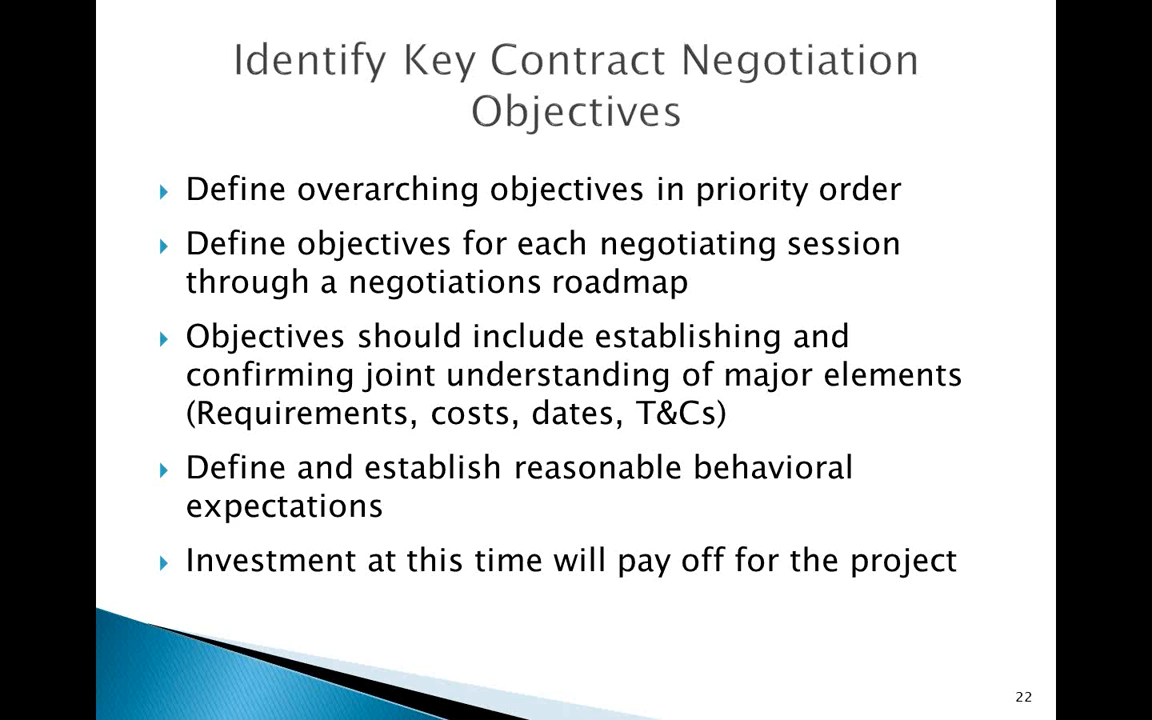 Identify Key Contract Negotiation
Objectives
Define overarching objectives in priority order
Define objectives for each negotiating session
through a negotiations roadmap
Objectives should include establishing and
confirming joint understanding of major elements
(Requirements, costs, dates, T&Cs)
Define and establish reasonable behavioral
expectations
Investment at this time will pay off for the project
22